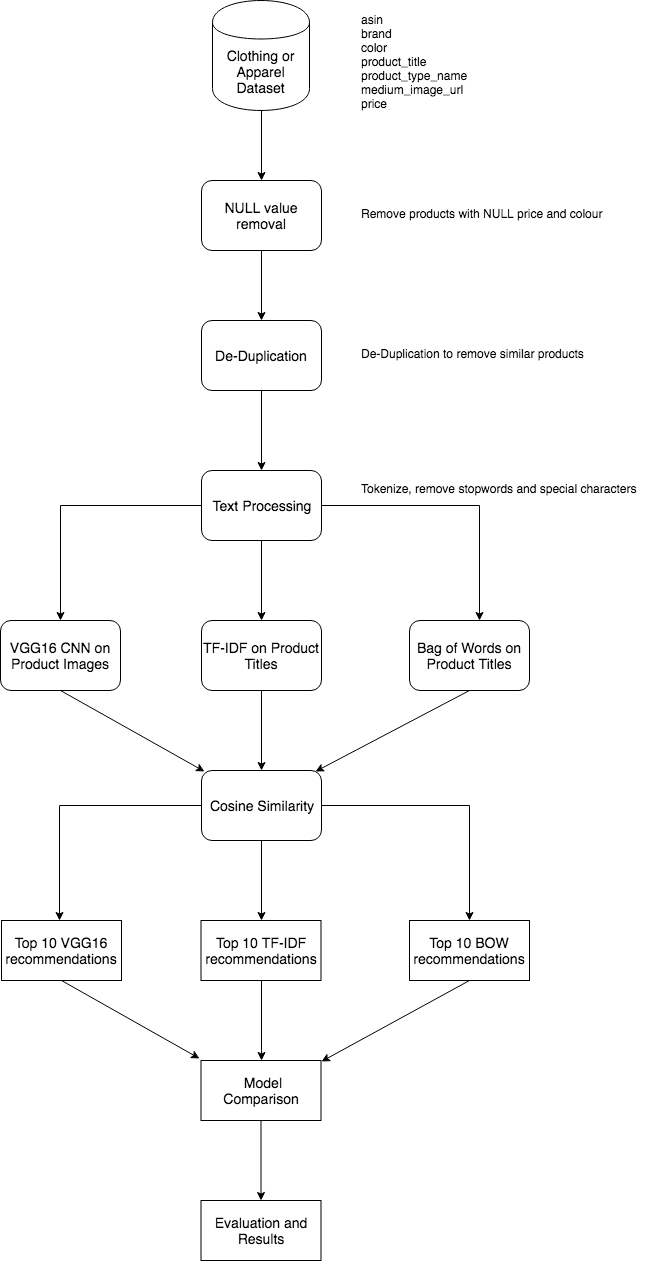 Clothing or
Apparel
Dataset
asin
brand
color
product_title
product_type_name
medium_image_url
price
NULL value
removal
Remove products with NULL price and colour
De-Duplication
De-Duplication to remove similar products
Text Processing
Tokenize, remove stopwords and special characters
VGG16 CNN on
Product Images
TF-IDF on Product
Titles
Bag of Words on
Product Titles
Cosine Similarity
Top 10 VGG16
recommendations
Top 10 TF-IDF
recommendations
Top 10 BOW
recommendations
Model
Comparison
Evaluation and
Results